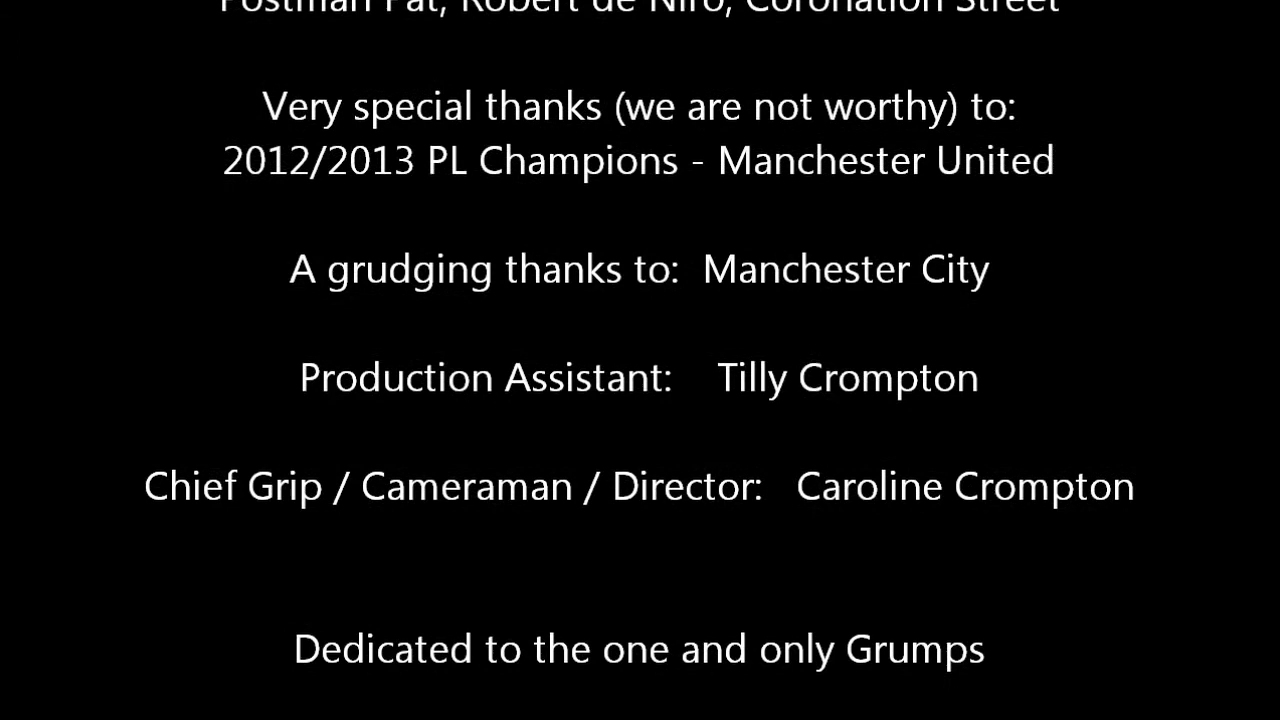 Postman Pat, Robert de Niro, Coronation Street
Very special thanks (we are not worthy) to:
2012/2013 PL Champions - Manchester United
A grudging thanks to: Manchester City
Production Assistant: Tilly Crompton
Chief Grip / Cameraman / Director: Caroline Crompton
Dedicated to the one and only Grumps